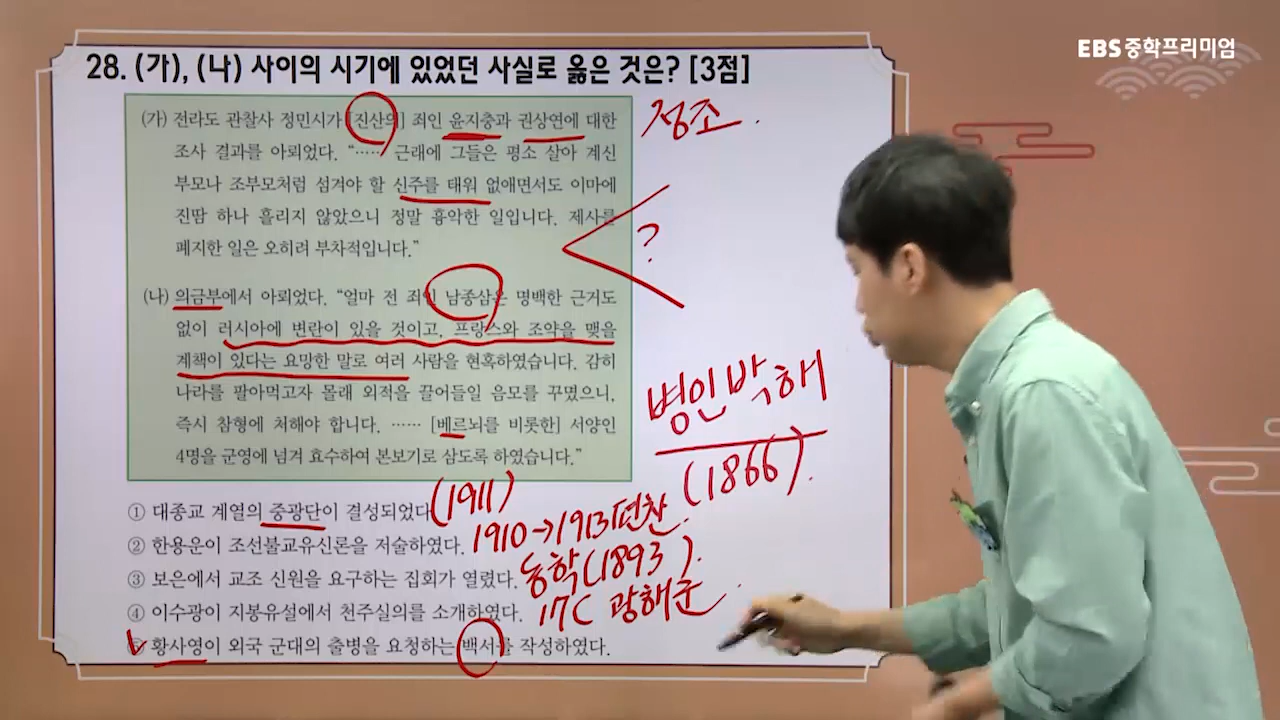 EBS 중학프리미엄
28. (가), (나) 사이의 시기에 있었던 사실로 옳은 것은? [3점]
(가) 전라도 관찰사 정민시가 [진산의] 죄인 윤지충과 권상연에 대한
조사 결과를 아뢰었다. “…… 근래에 그들은 평소 살아 계신
부모나 조부모처럼 섬겨야 할 신주를 태워 없애면서도 이마에
진땀 하나 흘리지 않았으니 정말 흉악한 일입니다. 제사를
폐지한 일은 오히려 부차적입니다.”
정조.
?
(나) 의금부에서 아뢰었다. “얼마 전 죄인 남종삼은 명백한 근거도
없이 러시아에 변란이 있을 것이고, 프랑스와 조약을 맺을
계책이 있다는 요망한 말로 여러 사람을 현혹하였습니다. 감히
나라를 팔아먹고자 몰래 외적을 끌어들일 음모를 꾸몄으니,
즉시 참형에 처해야 합니다. …… [베르뇌를 비롯한] 서양인
4명을 군영에 넘겨 효수하여 본보기로 삼도록 하였습니다.”
병인박해
(1866).
① 대종교 계열의 중광단이 결성되었다. (1911)
② 한용운이 조선불교유신론을 저술하였다. 1910→1913 편찬.
③ 보은에서 교조 신원을 요구하는 집회가 열렸다. 동학(1893).
④ 이수광이 지봉유설에서 천주실의를 소개하였다. 17C 광해군.
⑤ 황사영이 외국 군대의 출병을 요청하는 백서를 작성하였다.